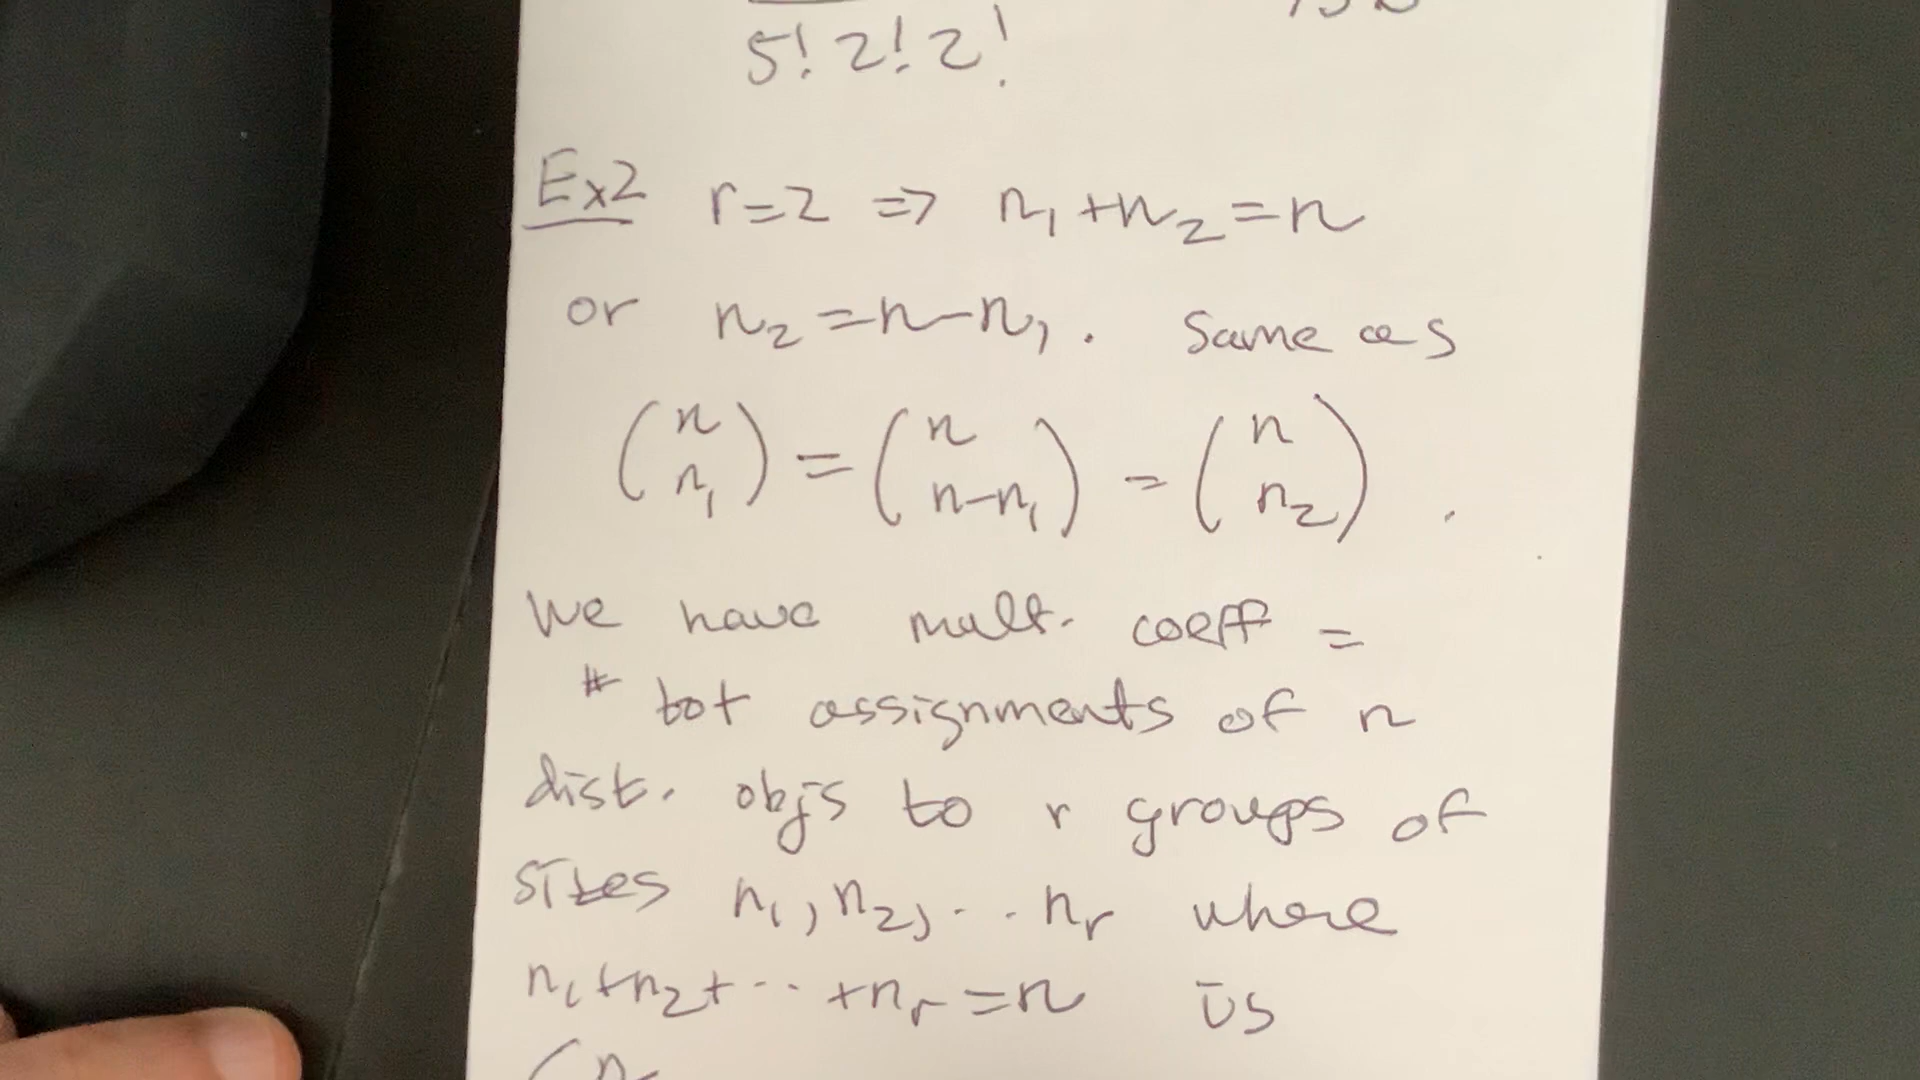 5! 2! 2!
Ex2 r=2 => n₁+n₂=n
or n₂=n-n₁. Same as
(n n₁) = (n n-n₁) = (n n₂).
We have mult. coeff =
# tot assignments of n
dist. objs to r groups of
sizes n₁, n₂, ... nᵣ where
n₁+n₂+ ... +nᵣ=n is
(n